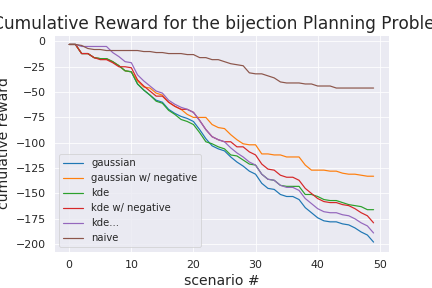 Cumulative Reward for the bijection Planning Proble
0
−25
−50
−75
−100
−125
−150
−175
−200
cumulative reward
gaussian
gaussian w/ negative
kde
kde w/ negative
kde...
naive
0 10 20 30 40 50
scenario #